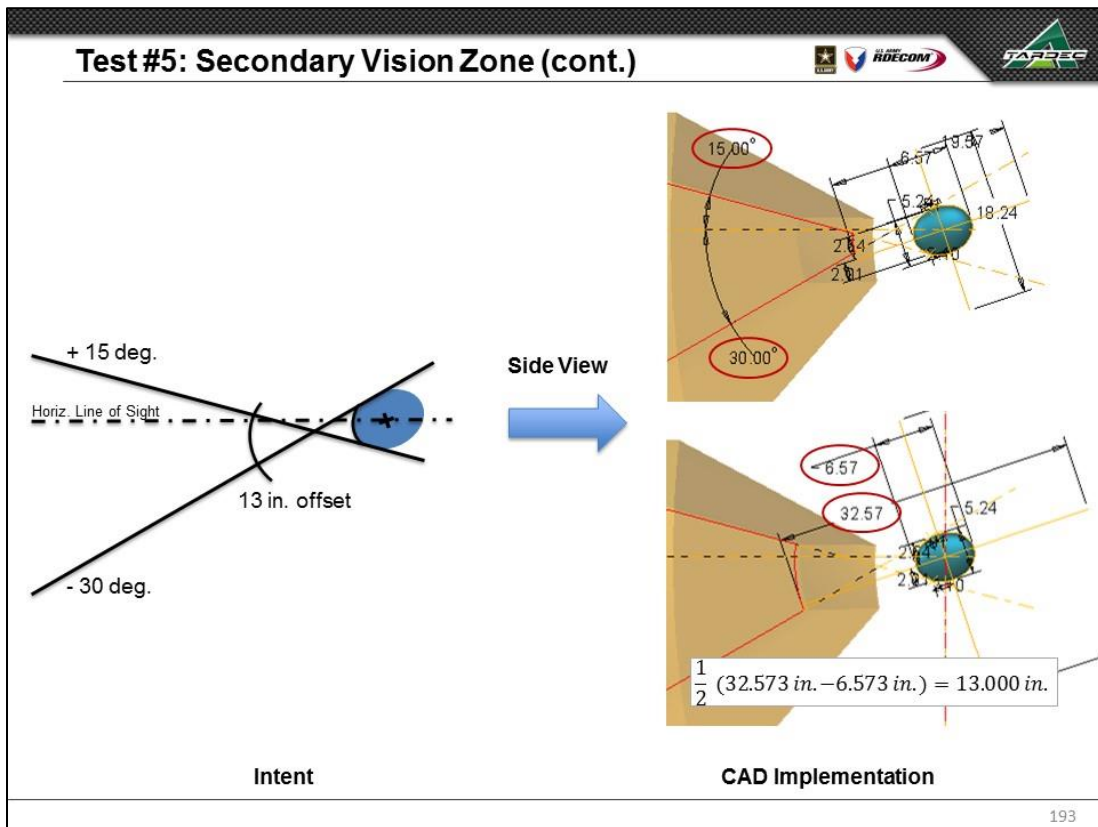 Test #5: Secondary Vision Zone (cont.)
U.S. ARMY
RDECOM
TARDEC
+ 15 deg.
Horiz. Line of Sight
13 in. offset
- 30 deg.
Side View
15.00°
6.57
19.57
5.24
18.24
2.64
2.01
30.00°
6.57
32.57
5.24
1/2 (32.573 in. −6.573 in.) = 13.000 in.
Intent
CAD Implementation
193